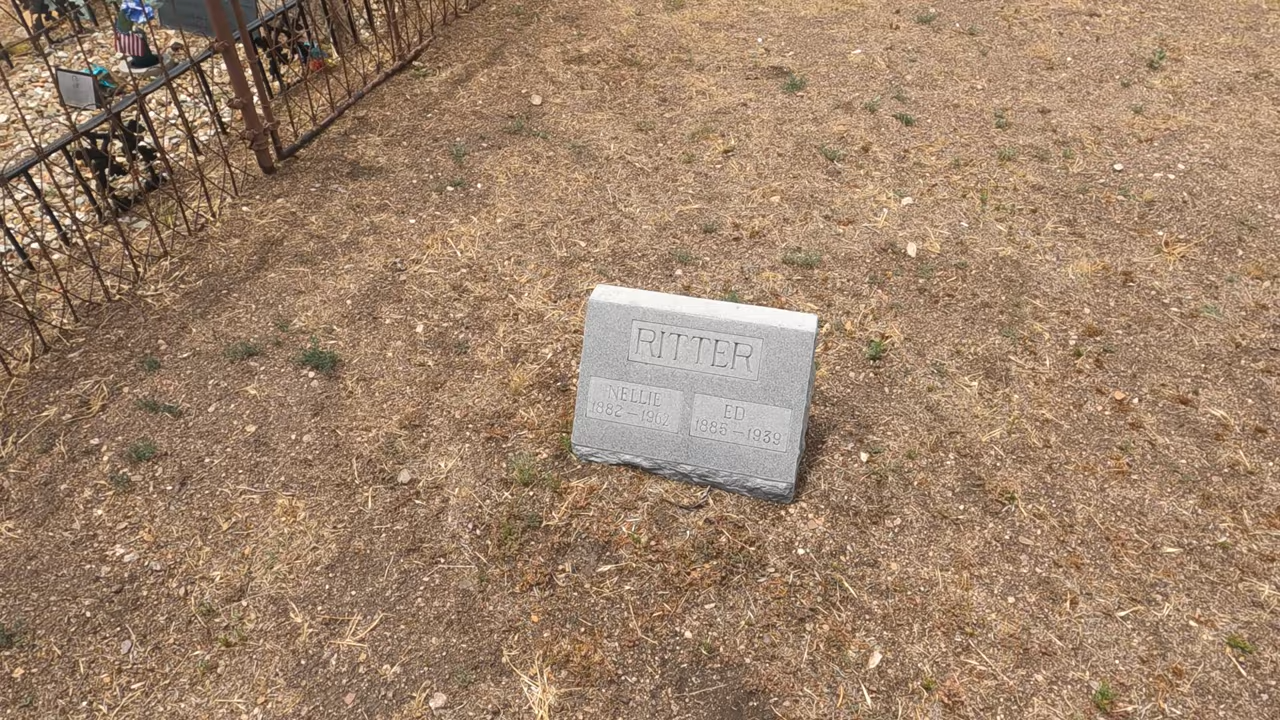 RITTER
NELLIE
1882 – 1962
ED
1885 – 1939